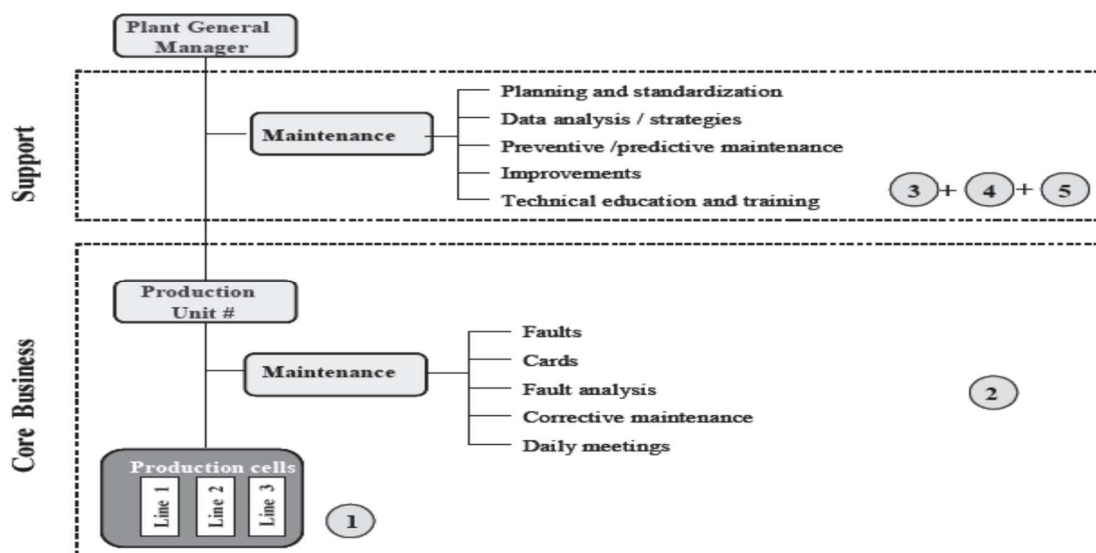 Plant General
Manager
Support
Maintenance
Planning and standardization
Data analysis / strategies
Preventive /predictive maintenance
Improvements
Technical education and training
3 + 4 + 5
Core Business
Production
Unit #
Maintenance
Faults
Cards
Fault analysis
Corrective maintenance
Daily meetings
2
Production cells
Line 1
Line 2
Line 3
1